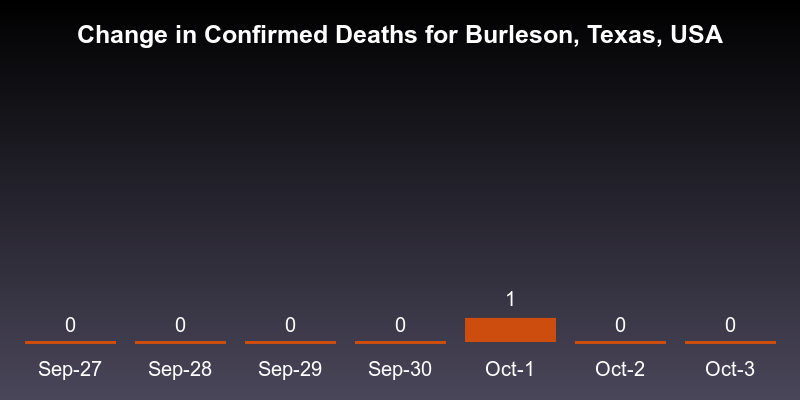 Change in Confirmed Deaths for Burleson, Texas, USA
1
0 0 0 0 0 0
Sep-27 Sep-28 Sep-29 Sep-30 Oct-1 Oct-2 Oct-3